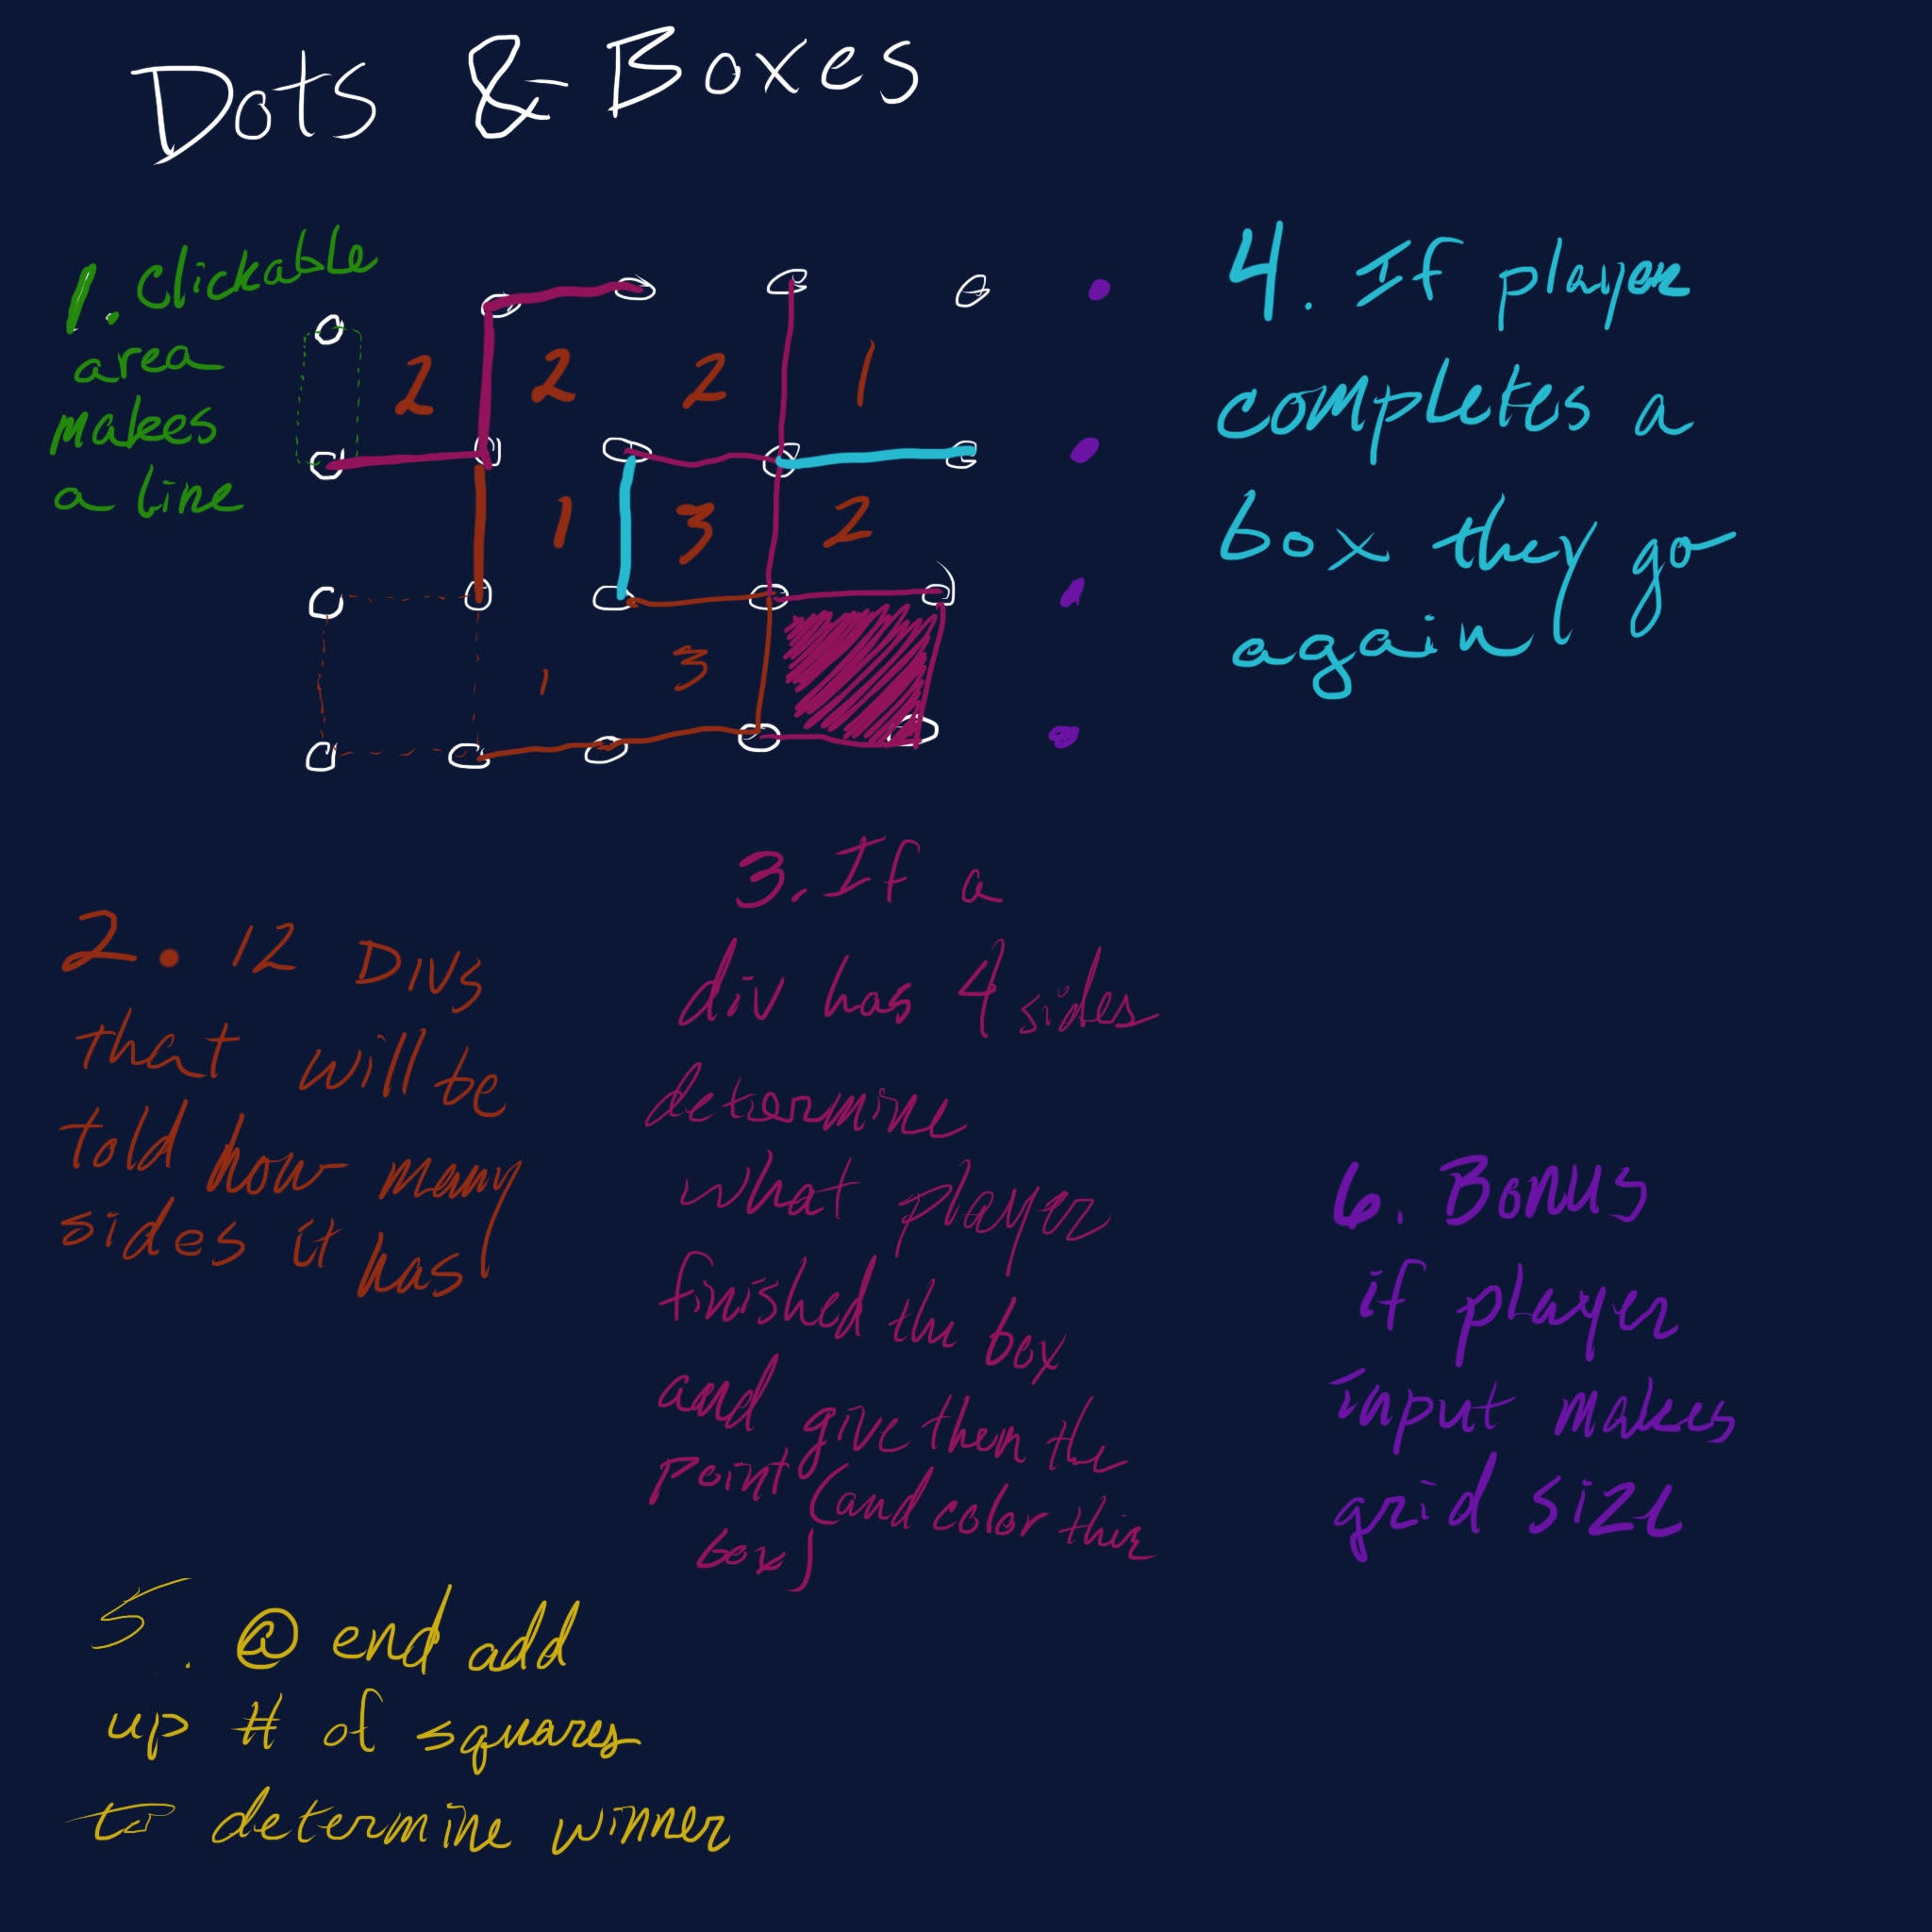 Dots & Boxes
1. Clickable
area
makes
a line
2 2 2 1
1 3 2
1 3
4. If player
completes a
box they go
again!
2. 12 Divs
that will be
told how many
sides it has
3. If a
div has 4 sides
determine
what player
finished the box
and give them the
point (and color the
box)
5. @ end add
up # of squares
to determine winner
6. Bonus
if player
input makes
grid size